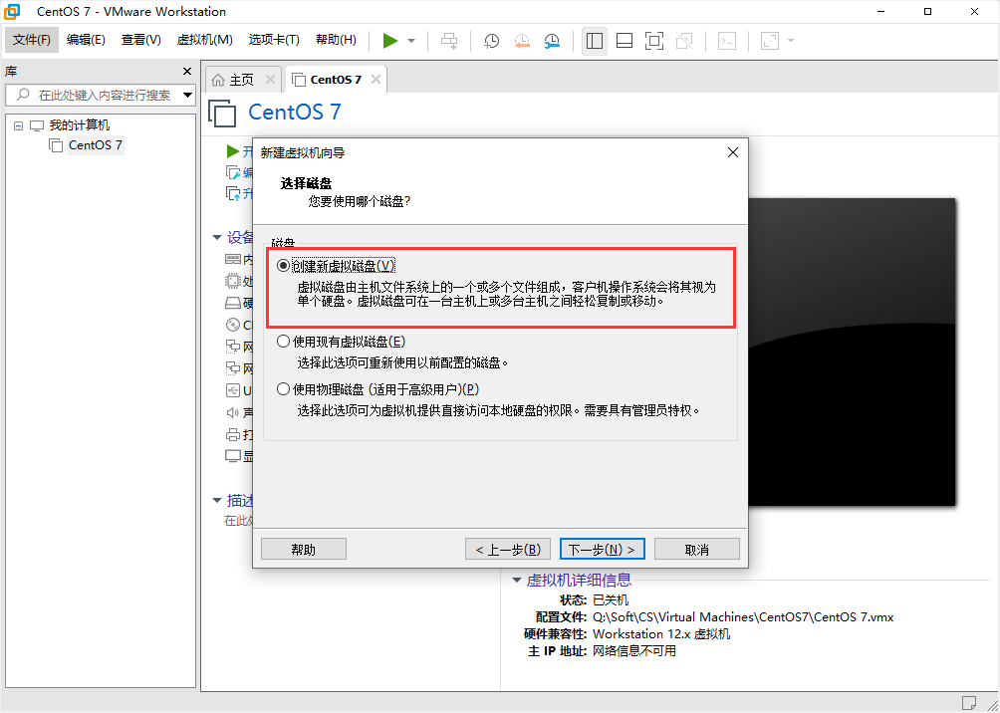 CentOS 7 - VMware Workstation
文件(F) 编辑(E) 查看(V) 虚拟机(M) 选项卡(T) 帮助(H)
库
在此处键入内容进行搜索
我的计算机
CentOS 7
主页 CentOS 7
CentOS 7
开
编
升
设备
内
处
硬
网
网
声
打
显
描述
在此处
新建虚拟机向导
选择磁盘
您要使用哪个磁盘?
磁盘
创建新虚拟磁盘(V)
虚拟磁盘由主机文件系统上的一个或多个文件组成，客户机操作系统会将其视为
单个硬盘。虚拟磁盘可在一台主机上或多台主机之间轻松复制或移动。
使用现有虚拟磁盘(E)
选择此选项可重新使用以前配置的磁盘。
使用物理磁盘 (适用于高级用户)(P)
选择此选项可为虚拟机提供直接访问本地硬盘的权限。需要具有管理员特权。
帮助 < 上一步(B) 下一步(N) > 取消
虚拟机详细信息
状态: 已关机
配置文件: Q:\Soft\CS\Virtual Machines\CentOS7\CentOS 7.vmx
硬件兼容性: Workstation 12.x 虚拟机
主 IP 地址: 网络信息不可用